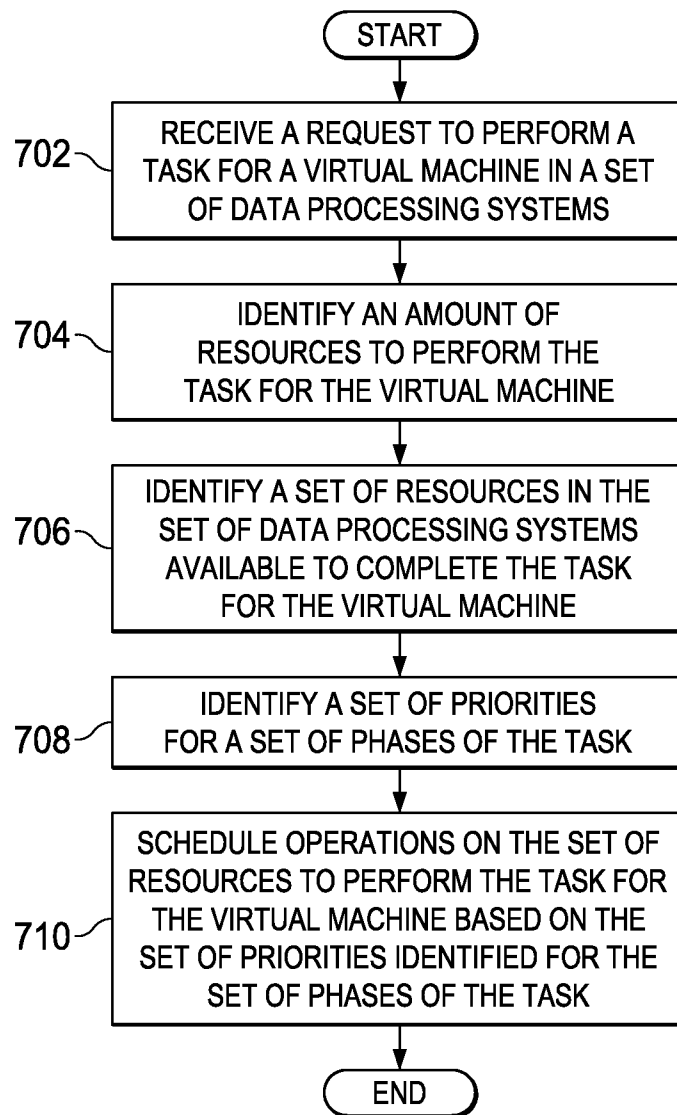 START
702
RECEIVE A REQUEST TO PERFORM A
TASK FOR A VIRTUAL MACHINE IN A SET
OF DATA PROCESSING SYSTEMS
704
IDENTIFY AN AMOUNT OF
RESOURCES TO PERFORM THE
TASK FOR THE VIRTUAL MACHINE
706
IDENTIFY A SET OF RESOURCES IN THE
SET OF DATA PROCESSING SYSTEMS
AVAILABLE TO COMPLETE THE TASK
FOR THE VIRTUAL MACHINE
708
IDENTIFY A SET OF PRIORITIES
FOR A SET OF PHASES OF THE TASK
710
SCHEDULE OPERATIONS ON THE SET OF
RESOURCES TO PERFORM THE TASK FOR
THE VIRTUAL MACHINE BASED ON THE
SET OF PRIORITIES IDENTIFIED FOR THE
SET OF PHASES OF THE TASK
END